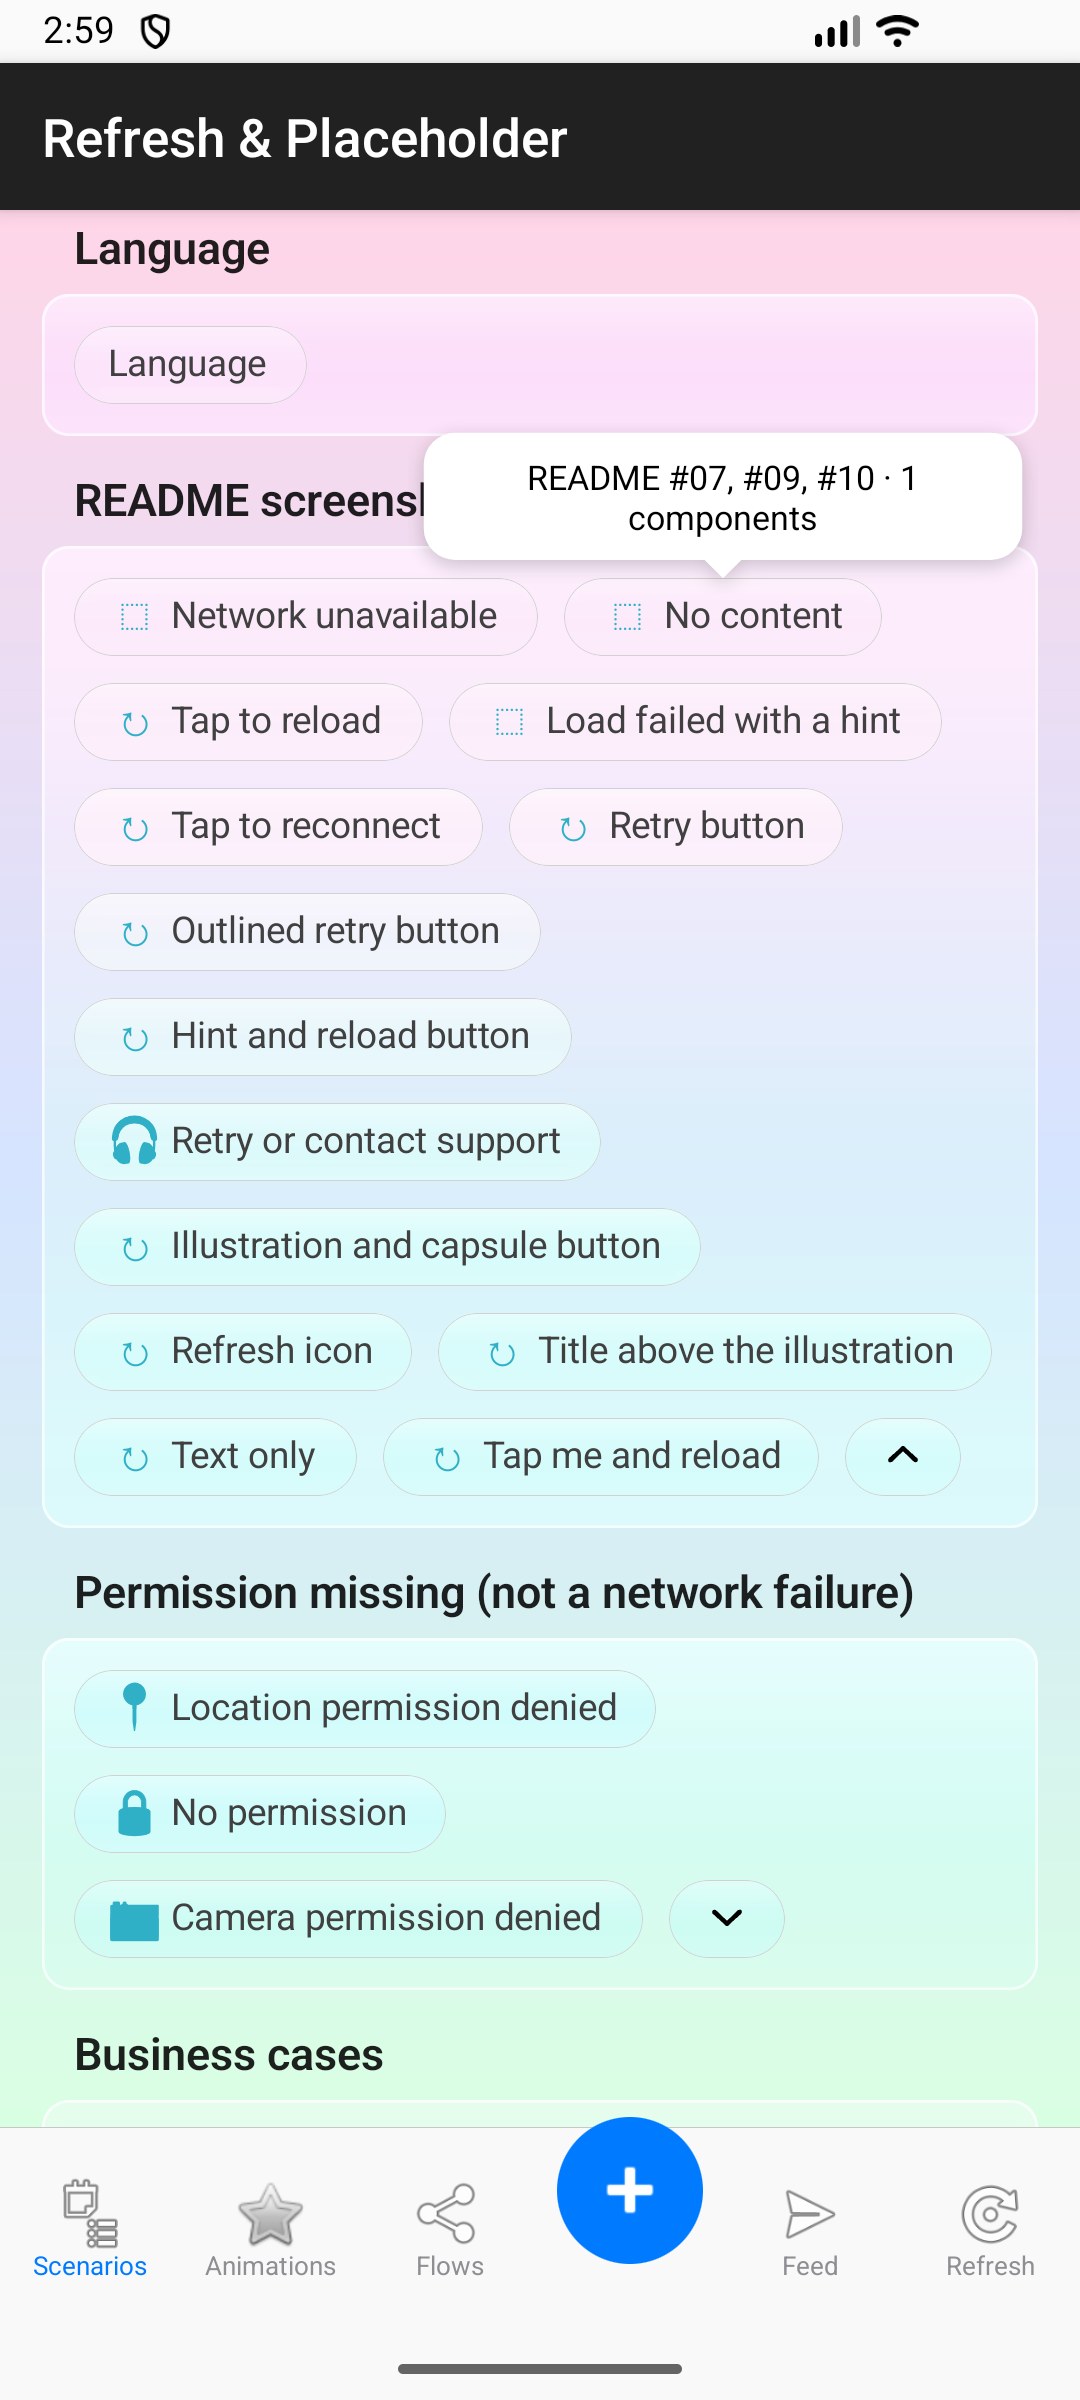 2:59
Refresh & Placeholder
Language
Language
README #07, #09, #10 · 1
components
README screens
Network unavailable
No content
Tap to reload
Load failed with a hint
Tap to reconnect
Retry button
Outlined retry button
Hint and reload button
Retry or contact support
Illustration and capsule button
Refresh icon
Title above the illustration
Text only
Tap me and reload
Permission missing (not a network failure)
Location permission denied
No permission
Camera permission denied
Business cases
Scenarios
Animations
Flows
Feed
Refresh